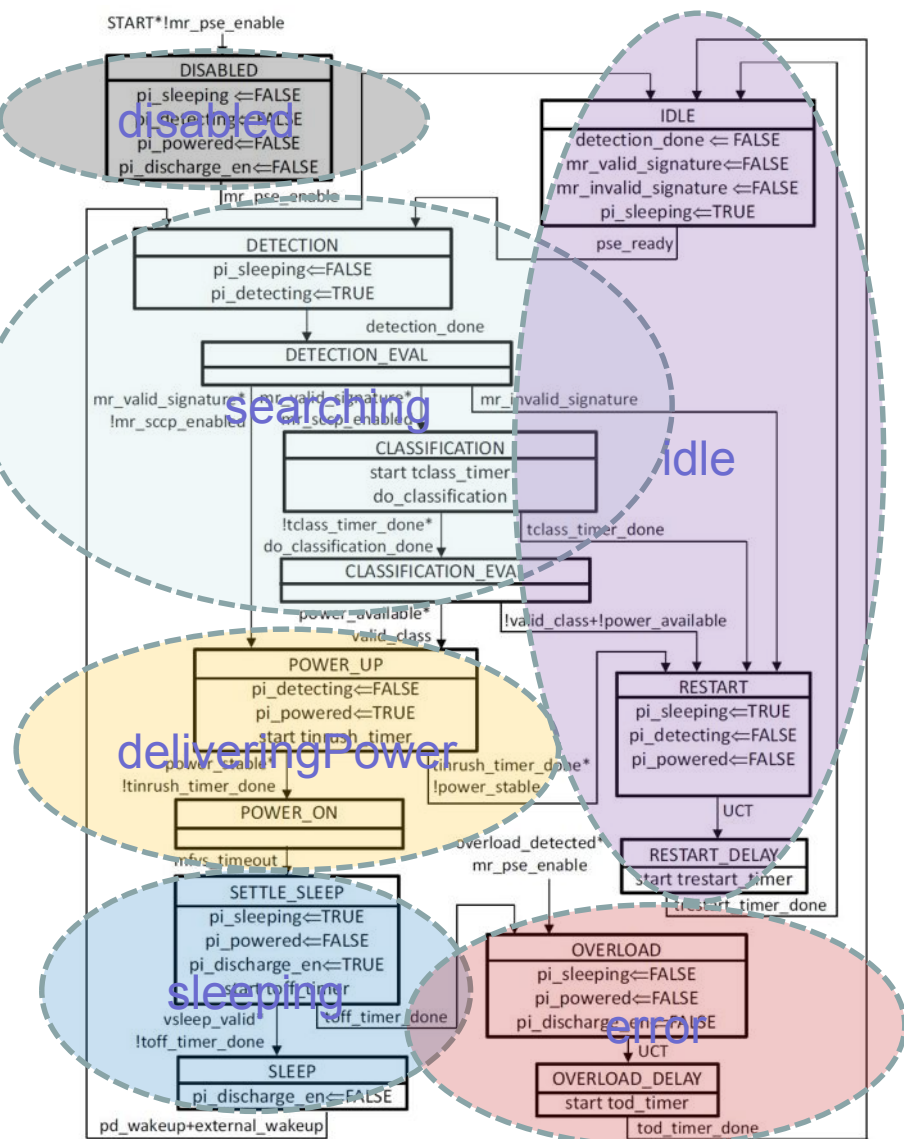 START*!mr_pse_enable
DISABLED
pi_sleeping⇐FALSE
pi_detecting⇐FALSE
pi_powered⇐FALSE
pi_discharge_en⇐FALSE
disabled
mr_pse_enable
IDLE
detection_done ⇐ FALSE
mr_valid_signature⇐FALSE
mr_invalid_signature ⇐FALSE
pi_sleeping⇐TRUE
pse_ready
DETECTION
pi_sleeping⇐FALSE
pi_detecting⇐TRUE
detection_done
DETECTION_EVAL
mr_valid_signature*
!mr_sccp_enabled
mr_valid_signature*
mr_sccp_enabled
mr_invalid_signature
searching
idle
CLASSIFICATION
start tclass_timer
do_classification
!tclass_timer_done*
do_classification_done
tclass_timer_done
CLASSIFICATION_EVAL
power_available*
valid_class
!valid_class+!power_available
POWER_UP
pi_detecting⇐FALSE
pi_powered⇐TRUE
start tinrush_timer
deliveringPower
power_stable*
!tinrush_timer_done
tinrush_timer_done*
!power_stable
RESTART
pi_sleeping⇐TRUE
pi_detecting⇐FALSE
pi_powered⇐FALSE
UCT
RESTART_DELAY
start trestart_timer
trestart_timer_done
POWER_ON
mfvs_timeout
overload_detected*
mr_pse_enable
SETTLE_SLEEP
pi_sleeping⇐TRUE
pi_powered⇐FALSE
pi_discharge_en⇐TRUE
start toff_timer
sleeping
vsleep_valid
!toff_timer_done
toff_timer_done
SLEEP
pi_discharge_en⇐FALSE
pd_wakeup+external_wakeup
OVERLOAD
pi_sleeping⇐FALSE
pi_powered⇐FALSE
pi_discharge_en⇐FALSE
error
UCT
OVERLOAD_DELAY
start tod_timer
tod_timer_done